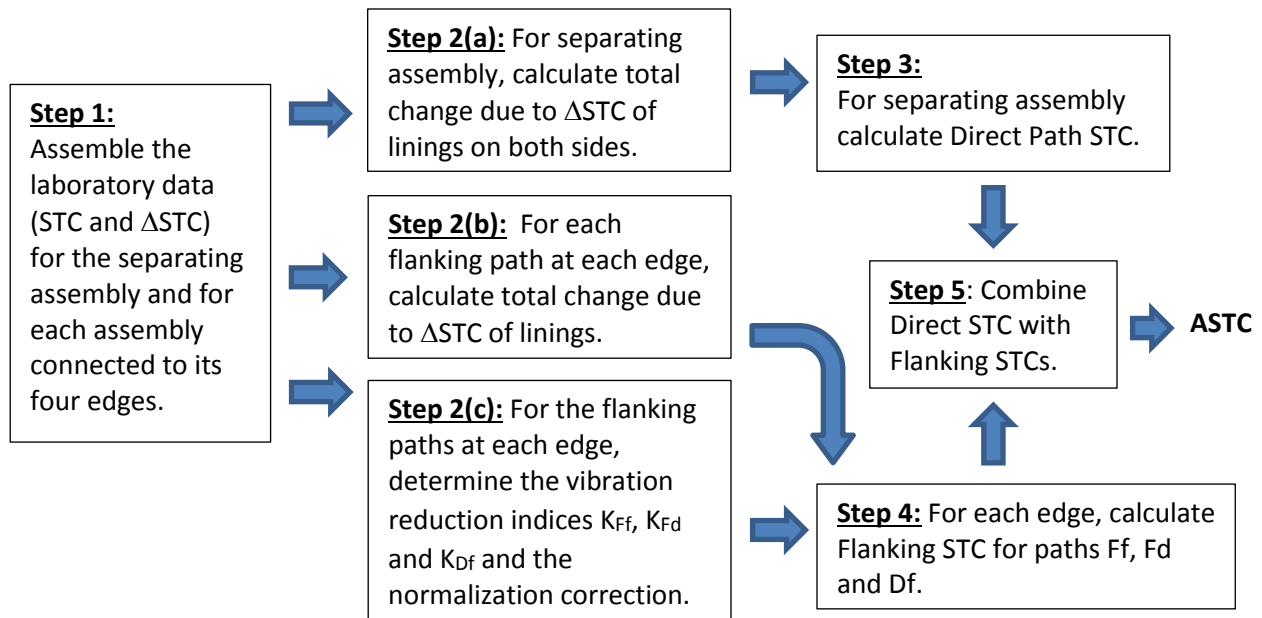 Step 1:
Assemble the
laboratory data
(STC and ∆STC)
for the separating
assembly and for
each assembly
connected to its
four edges.
Step 2(a): For separating
assembly, calculate total
change due to ∆STC of
linings on both sides.
Step 2(b): For each
flanking path at each edge,
calculate total change due
to ∆STC of linings.
Step 2(c): For the flanking
paths at each edge,
determine the vibration
reduction indices KFf, KFd
and KDf and the
normalization correction.
Step 3:
For separating assembly
calculate Direct Path STC.
Step 4: For each edge, calculate
Flanking STC for paths Ff, Fd
and Df.
Step 5: Combine
Direct STC with
Flanking STCs.
ASTC